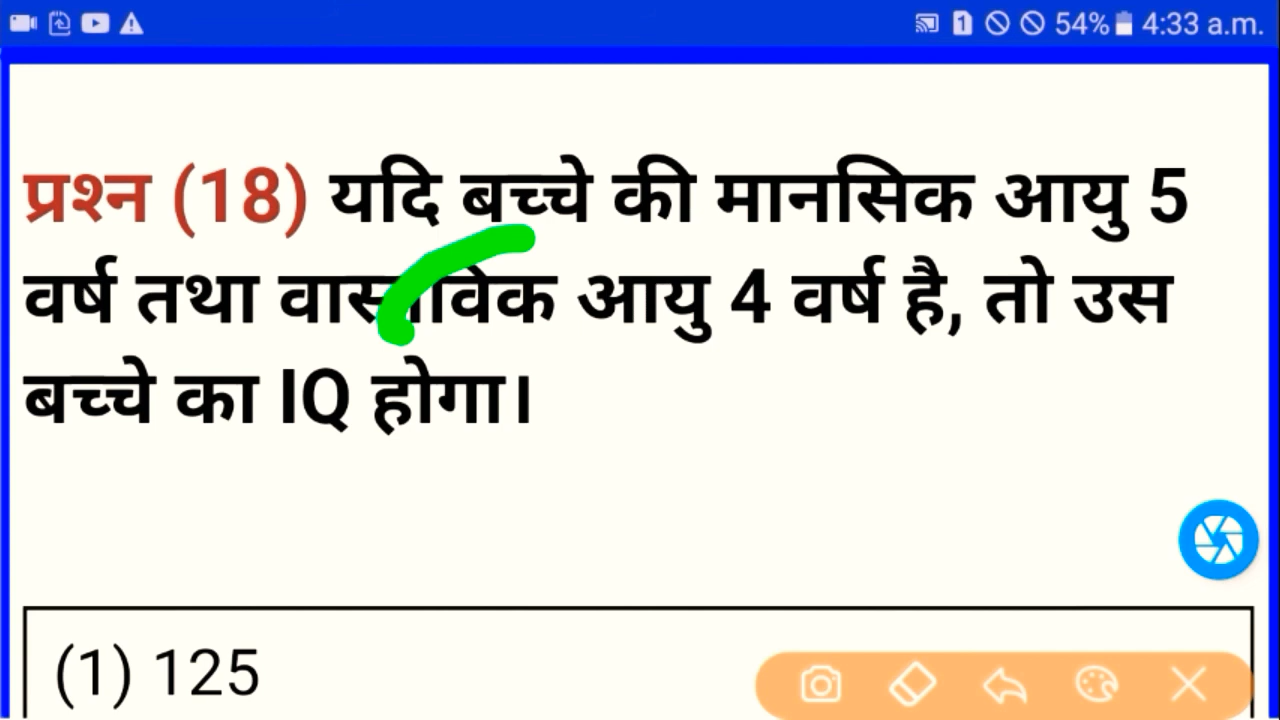 54% 4:33 a.m.
प्रश्न (18) यदि बच्चे की मानसिक आयु 5
वर्ष तथा वास्तविक आयु 4 वर्ष है, तो उस
बच्चे का IQ होगा।
(1) 125